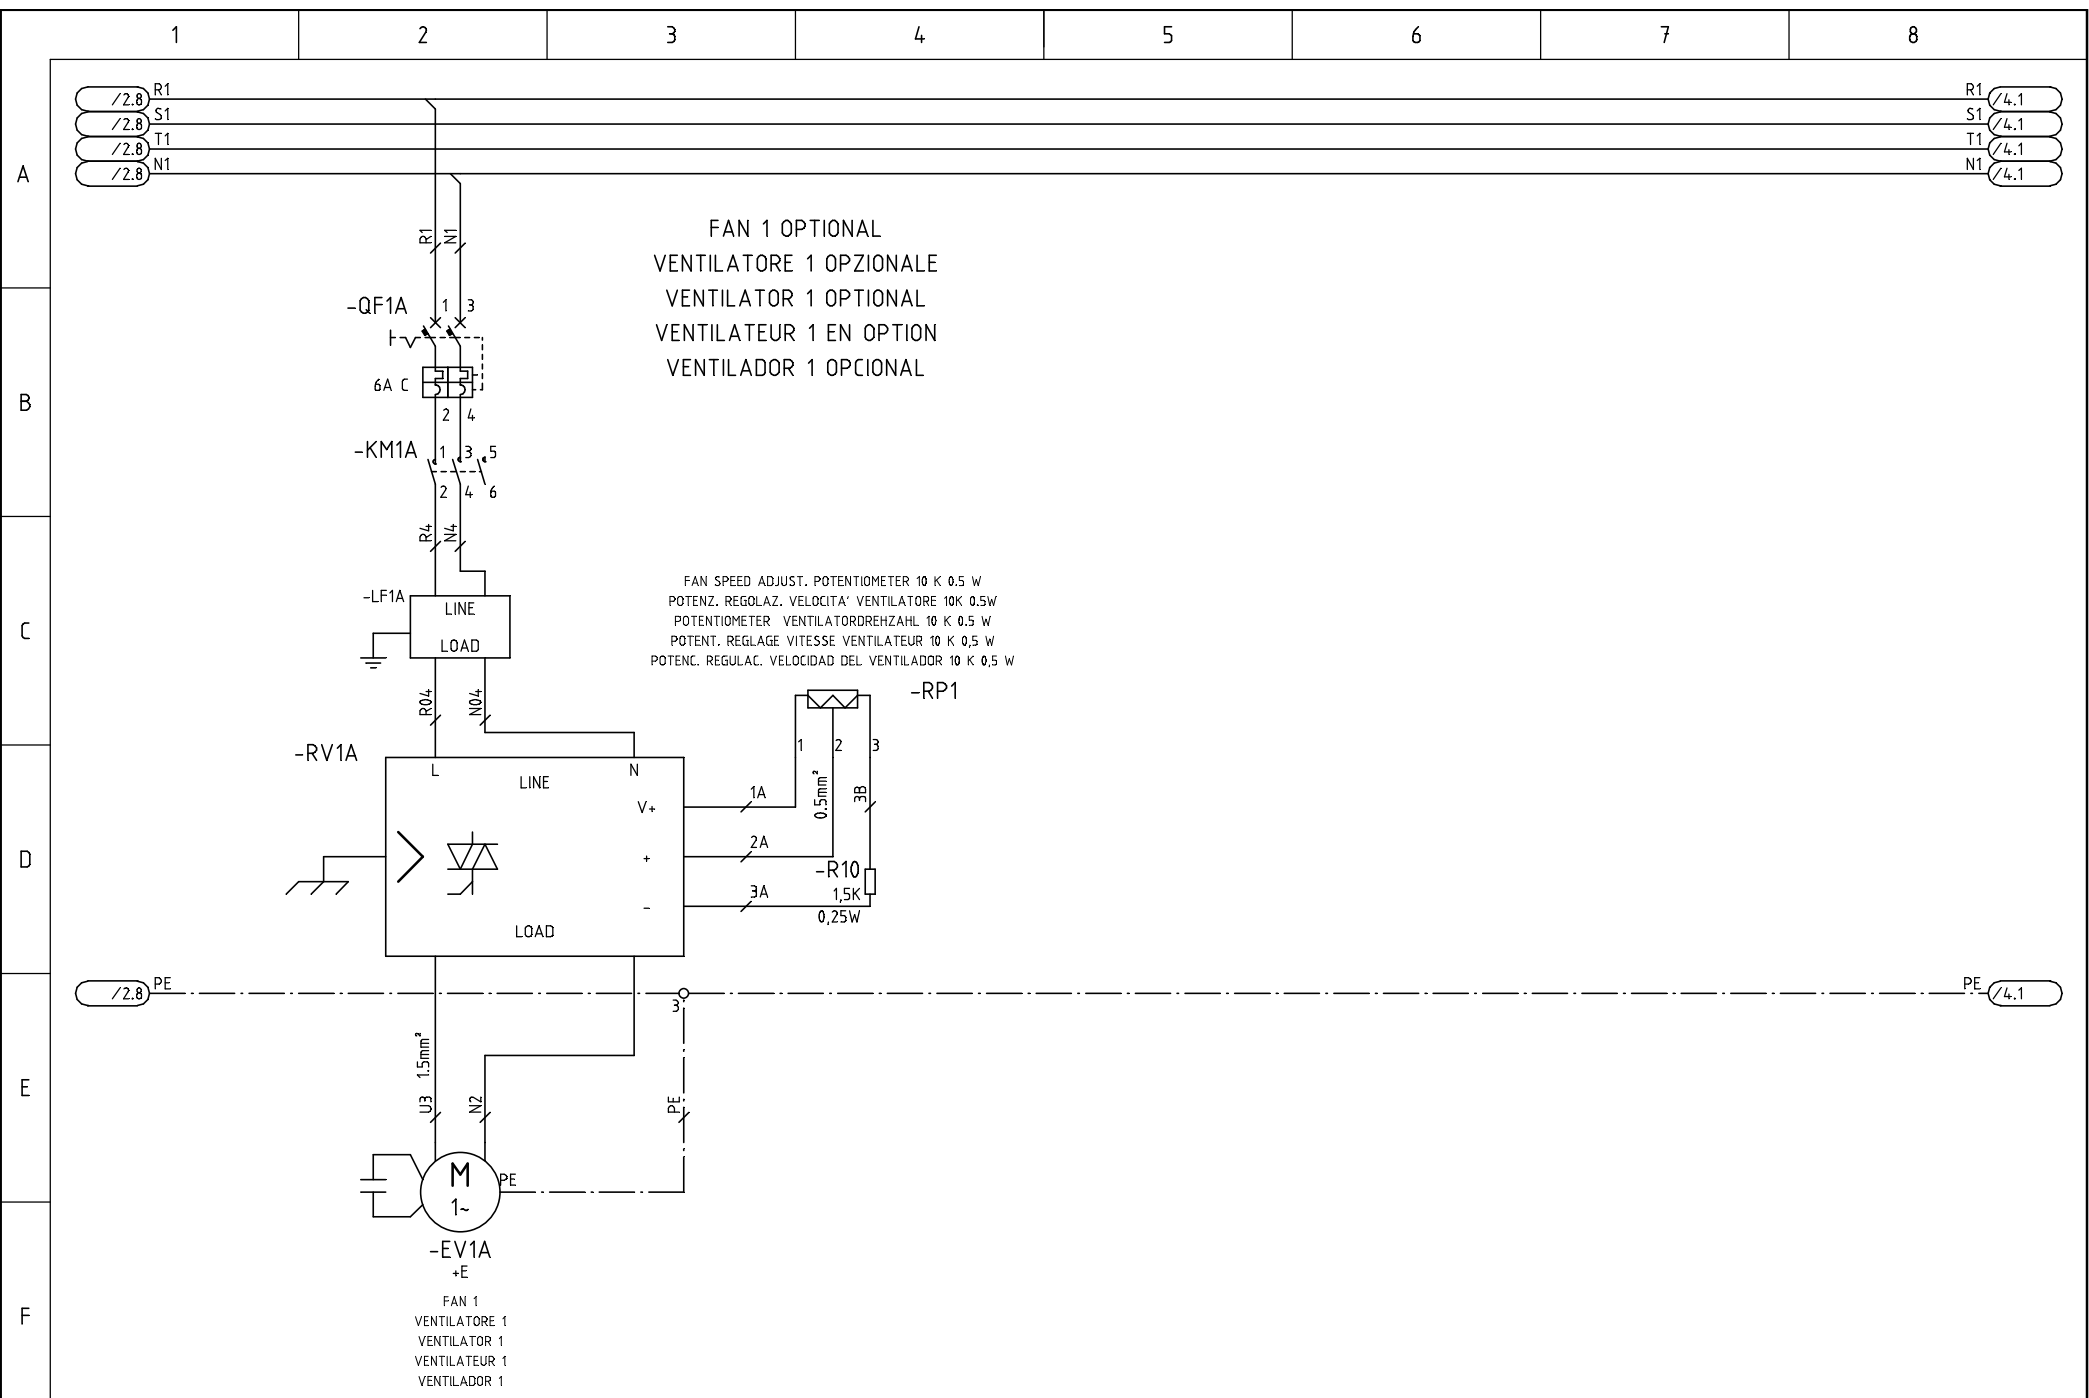 1 2 3 4 5 6 7 8
/2.8 R1 R1 /4.1
/2.8 S1 S1 /4.1
/2.8 T1 T1 /4.1
/2.8 N1 N1 /4.1
A
R1 N1
FAN 1 OPTIONAL
VENTILATORE 1 OPZIONALE
VENTILATOR 1 OPTIONAL
VENTILATEUR 1 EN OPTION
VENTILADOR 1 OPCIONAL
-QF1A 1 3
6A C
2 4
B
-KM1A 1 3 5
2 4 6
R4 N4
FAN SPEED ADJUST. POTENTIOMETER 10 K 0.5 W
POTENZ. REGOLAZ. VELOCITA' VENTILATORE 10K 0.5W
POTENTIOMETER VENTILATORDREHZAHL 10 K 0.5 W
POTENT. REGLAGE VITESSE VENTILATEUR 10 K 0,5 W
POTENC. REGULAC. VELOCIDAD DEL VENTILADOR 10 K 0,5 W
-LF1A
LINE
LOAD
C
R04 N04
-RP1
1 2 3
-RV1A
L LINE N
V+ 1A
0.5mm² 3B
+ 2A
D
-R10
1,5K
0,25W
- 3A
LOAD
/2.8 PE PE /4.1
3
1.5mm²
E
U3 N2 PE
M
1~
PE
-EV1A
+E
FAN 1
VENTILATORE 1
VENTILATOR 1
VENTILATEUR 1
VENTILADOR 1
F